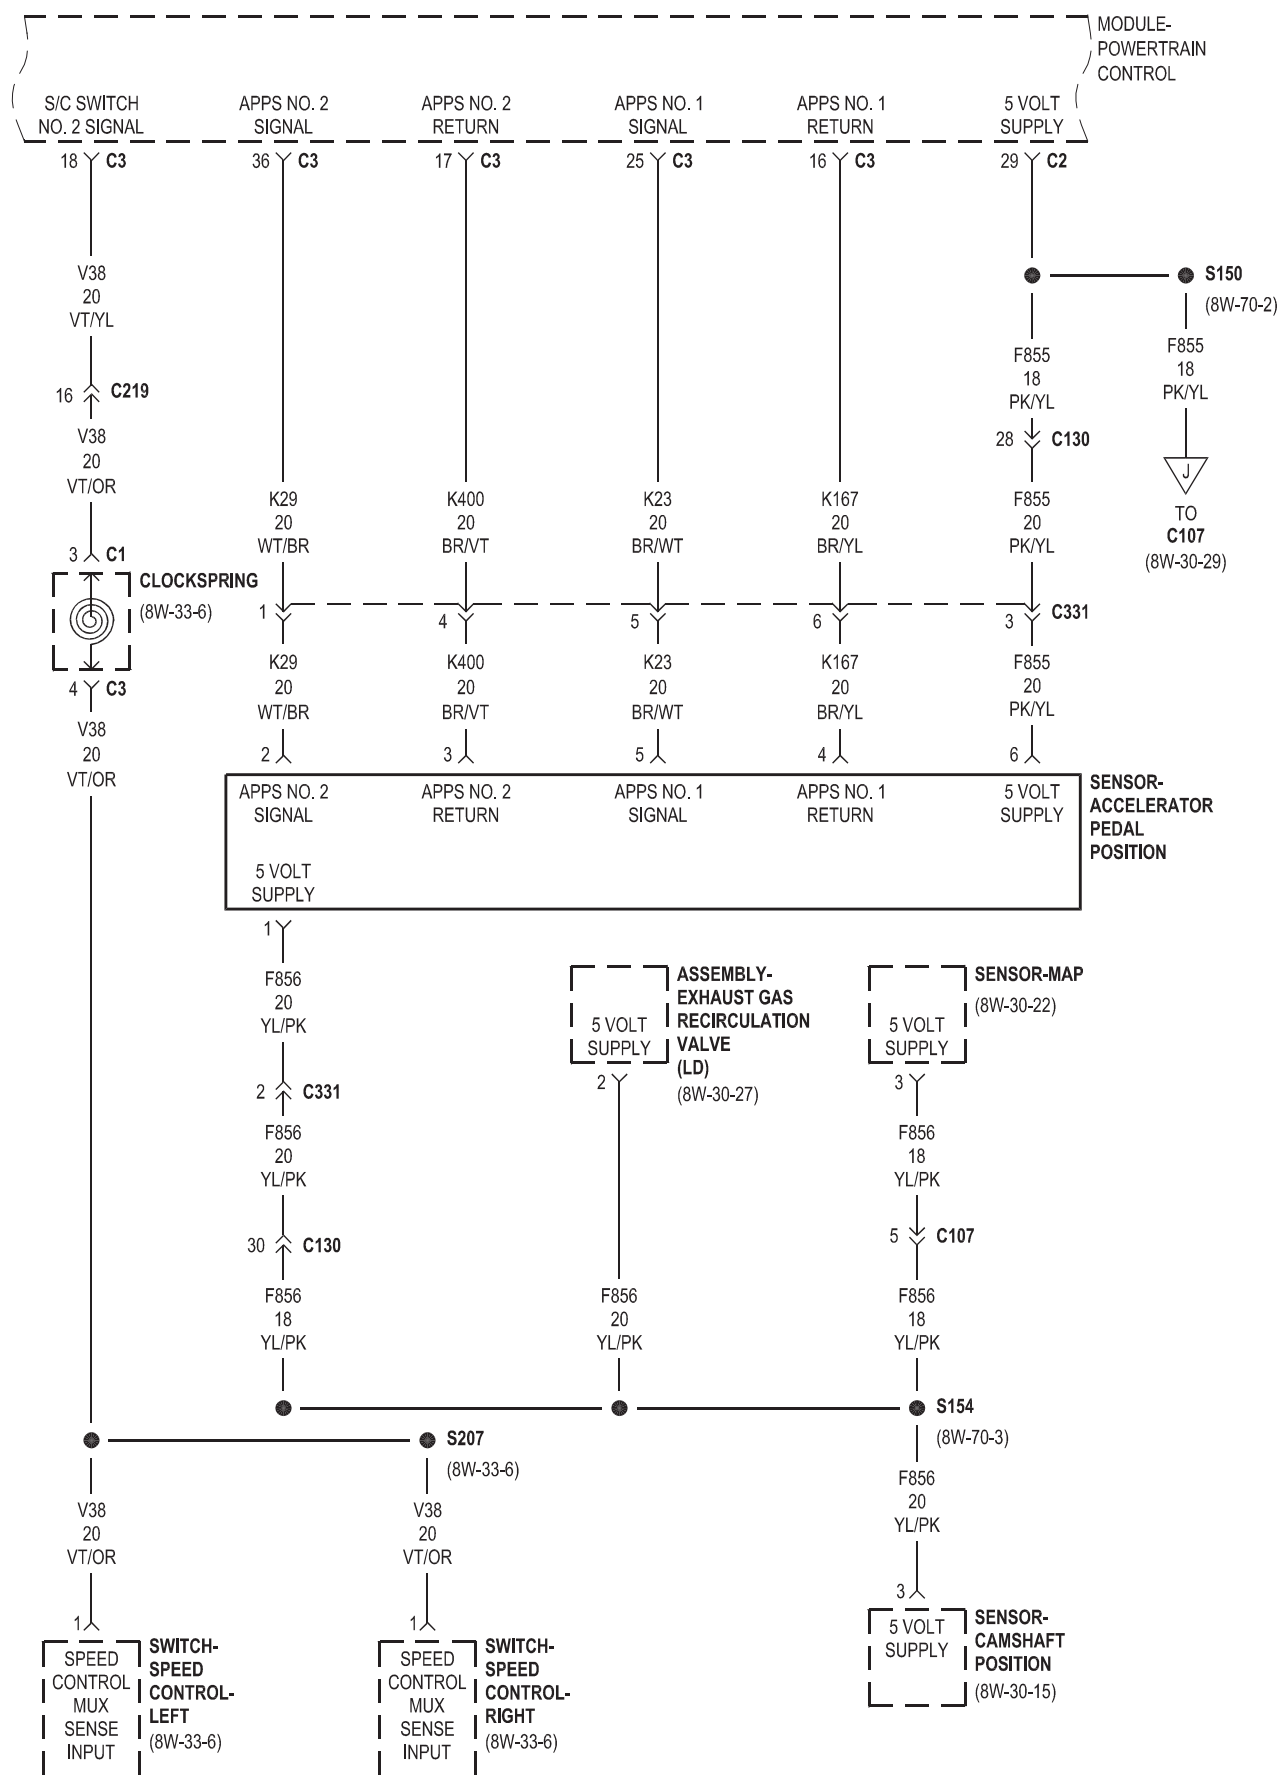 MODULE-
POWERTRAIN
CONTROL
S/C SWITCH
NO. 2 SIGNAL
APPS NO. 2
SIGNAL
APPS NO. 2
RETURN
APPS NO. 1
SIGNAL
APPS NO. 1
RETURN
5 VOLT
SUPPLY
18 C3
36 C3
17 C3
25 C3
16 C3
29 C2
V38
20
VT/YL
S150
(8W-70-2)
F855
18
PK/YL
F855
18
PK/YL
16 C219
V38
20
VT/OR
28 C130
J
TO
C107
(8W-30-29)
K29
20
WT/BR
K400
20
BR/VT
K23
20
BR/WT
K167
20
BR/YL
F855
20
PK/YL
3 C1
CLOCKSPRING
(8W-33-6)
1
4
5
6
3 C331
4 C3
V38
20
VT/OR
K29
20
WT/BR
K400
20
BR/VT
K23
20
BR/WT
K167
20
BR/YL
F855
20
PK/YL
2
3
5
4
6
APPS NO. 2
SIGNAL
APPS NO. 2
RETURN
APPS NO. 1
SIGNAL
APPS NO. 1
RETURN
5 VOLT
SUPPLY
SENSOR-
ACCELERATOR
PEDAL
POSITION
5 VOLT
SUPPLY
1
F856
20
YL/PK
5 VOLT
SUPPLY
ASSEMBLY-
EXHAUST GAS
RECIRCULATION
VALVE
(LD)
(8W-30-27)
5 VOLT
SUPPLY
SENSOR-MAP
(8W-30-22)
2 C331
2
3
F856
20
YL/PK
F856
18
YL/PK
30 C130
5 C107
F856
18
YL/PK
F856
20
YL/PK
F856
18
YL/PK
S154
(8W-70-3)
S207
(8W-33-6)
F856
20
YL/PK
V38
20
VT/OR
V38
20
VT/OR
3
1
1
5 VOLT
SUPPLY
SENSOR-
CAMSHAFT
POSITION
(8W-30-15)
SPEED
CONTROL
MUX
SENSE
INPUT
SWITCH-
SPEED
CONTROL-
LEFT
(8W-33-6)
SPEED
CONTROL
MUX
SENSE
INPUT
SWITCH-
SPEED
CONTROL-
RIGHT
(8W-33-6)